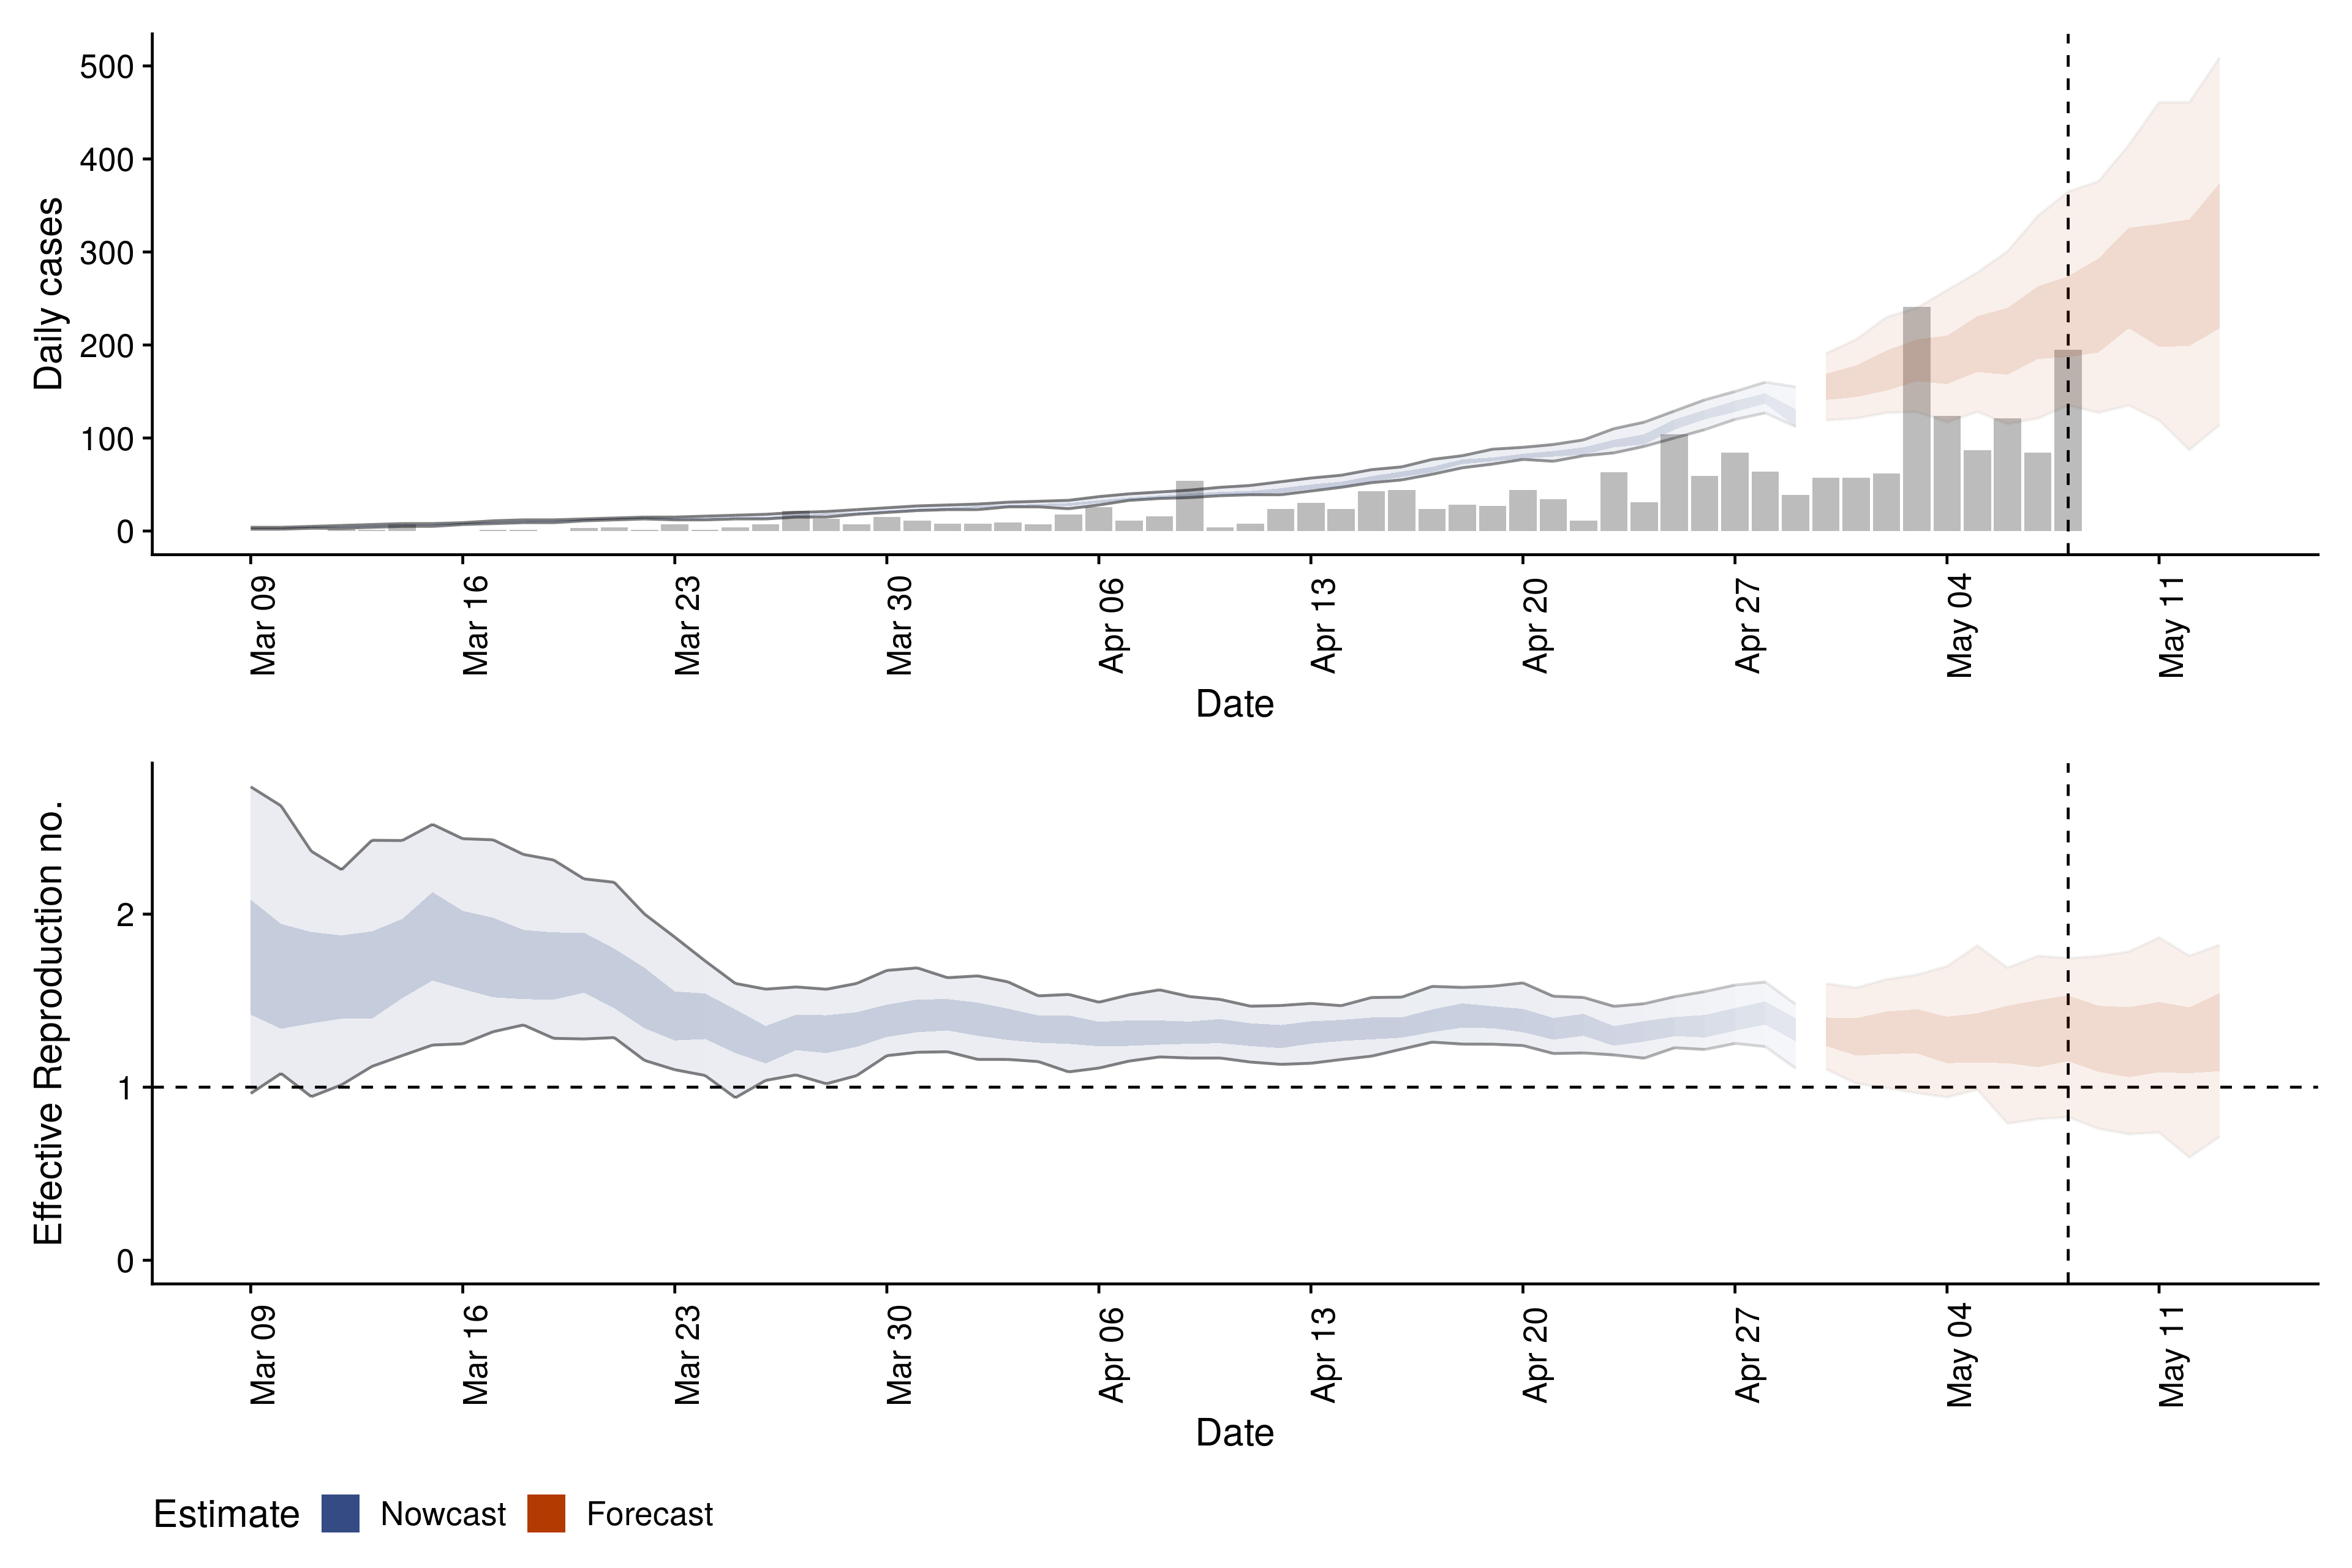 Daily cases
500
400
300
200
100
0
Mar 09
Mar 16
Mar 23
Mar 30
Apr 06
Apr 13
Apr 20
Apr 27
May 04
May 11
Date
Effective Reproduction no.
2
1
0
Mar 09
Mar 16
Mar 23
Mar 30
Apr 06
Apr 13
Apr 20
Apr 27
May 04
May 11
Date
Estimate Nowcast Forecast